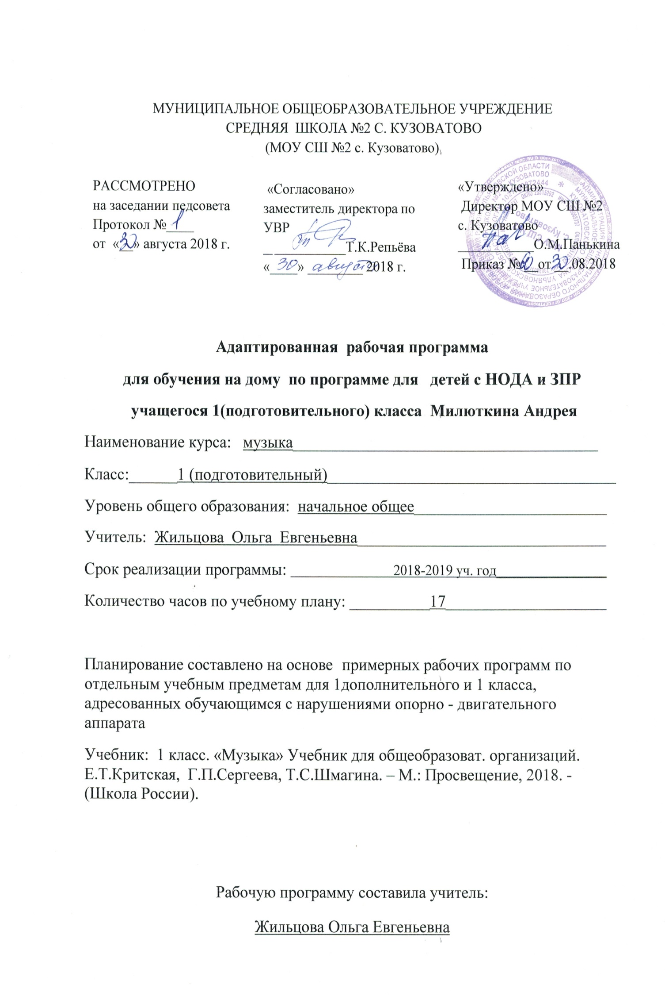 МУНИЦИПАЛЬНОЕ ОБЩЕОБРАЗОВАТЕЛЬНОЕ УЧРЕЖДЕНИЕ
СРЕДНЯЯ ШКОЛА №2 С. КУЗОВАТОВО
(МОУ СШ №2 с. Кузоватово)
РАССМОТРЕНО
на заседании педсовета
Протокол № 1
от «30» августа 2018 г.
«Согласовано»
заместитель директора по
УВР
Т.К.Репьёва
«30» августа 2018 г.
«Утверждено»
Директор МОУ СШ №2
с. Кузоватово
О.М.Панькина
Приказ № от 30.08.2018
Адаптированная рабочая программа
для обучения на дому по программе для детей с НОДА и ЗПР
учащегося 1(подготовительного) класса Милюткина Андрея
Наименование курса: музыка
Класс: 1 (подготовительный)
Уровень общего образования: начальное общее
Учитель: Жильцова Ольга Евгеньевна
Срок реализации программы: 2018-2019 уч. год
Количество часов по учебному плану: 17
Планирование составлено на основе примерных рабочих программ по
отдельным учебным предметам для 1дополнительного и 1 класса,
адресованных обучающимся с нарушениями опорно - двигательного
аппарата
Учебник: 1 класс. «Музыка» Учебник для общеобразоват. организаций.
Е.Т.Критская, Г.П.Сергеева, Т.С.Шмагина. – М.: Просвещение, 2018. -
(Школа России).
Рабочую программу составила учитель:
Жильцова Ольга Евгеньевна